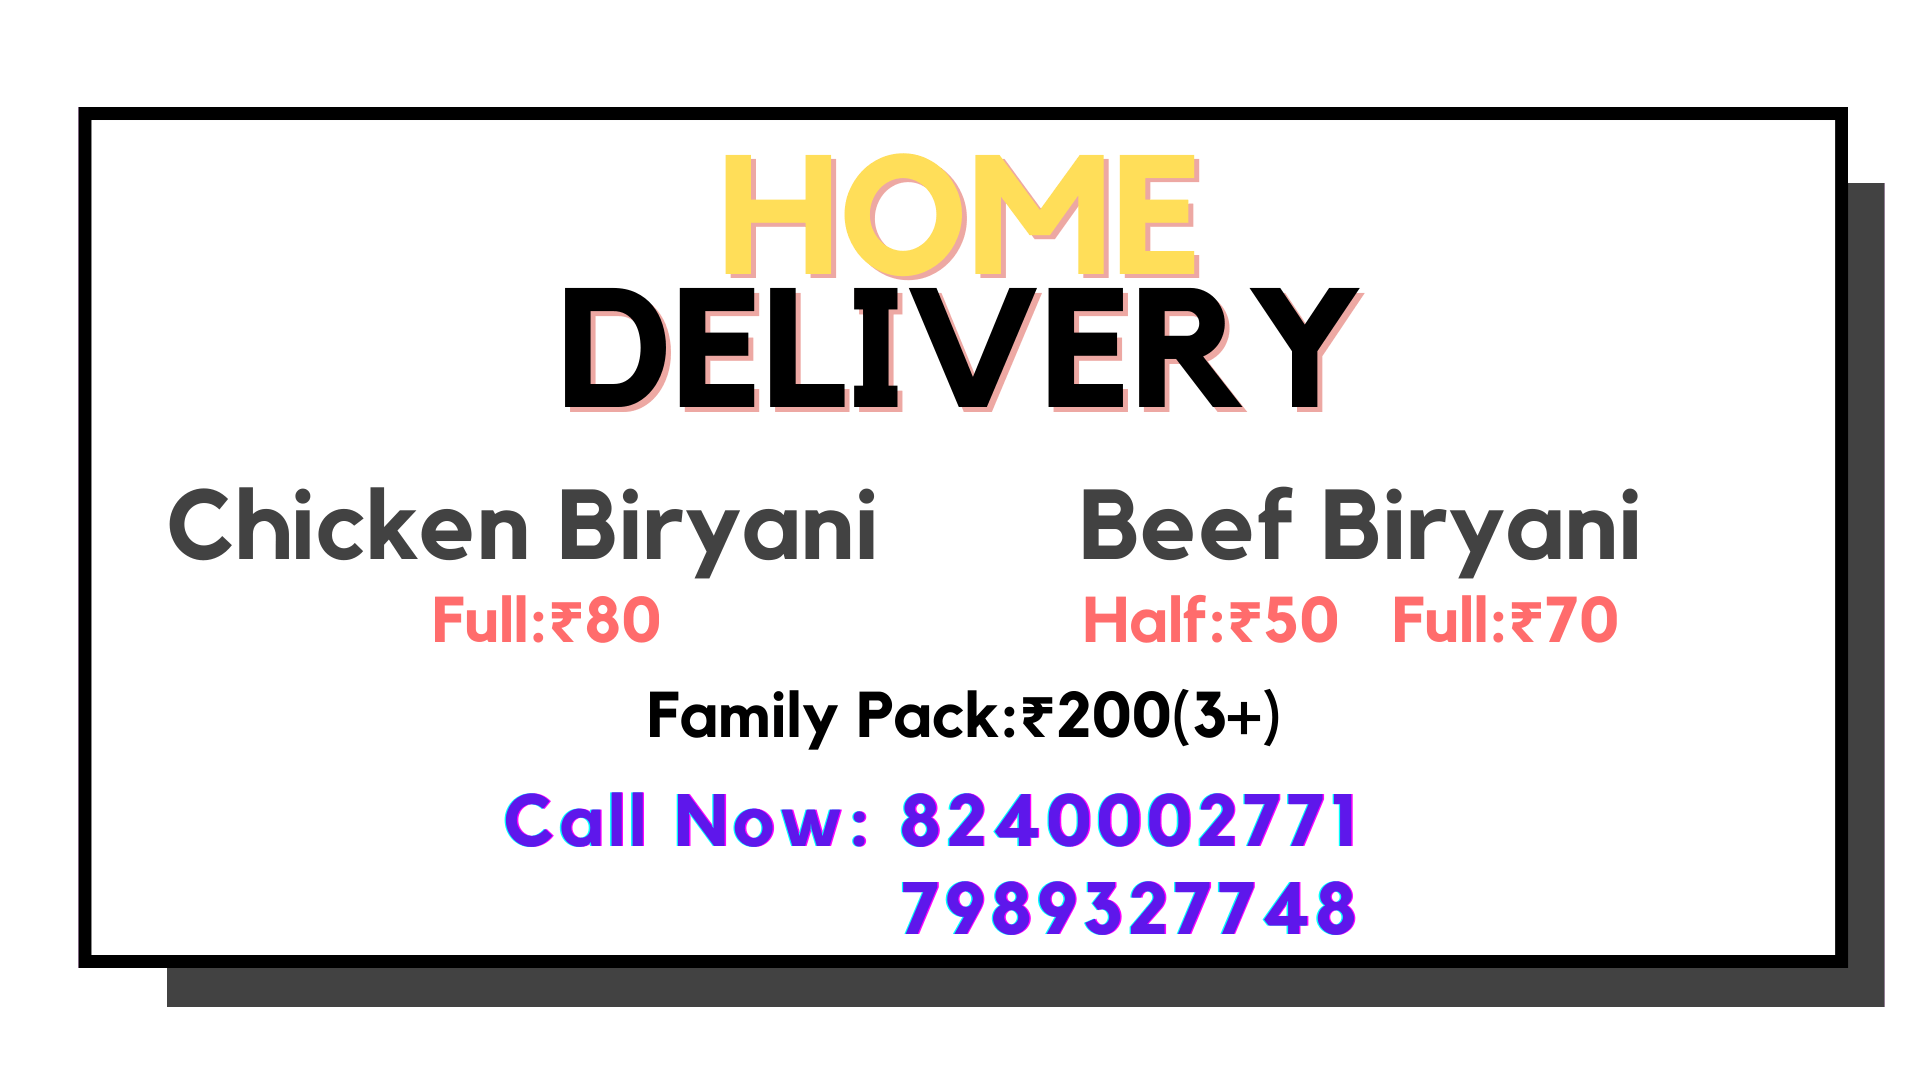 HOME
DELIVERY
Chicken Biryani Beef Biryani
Full:₹80 Half:₹50 Full:₹70
Family Pack:₹200(3+)
Call Now: 8240002771
7989327748